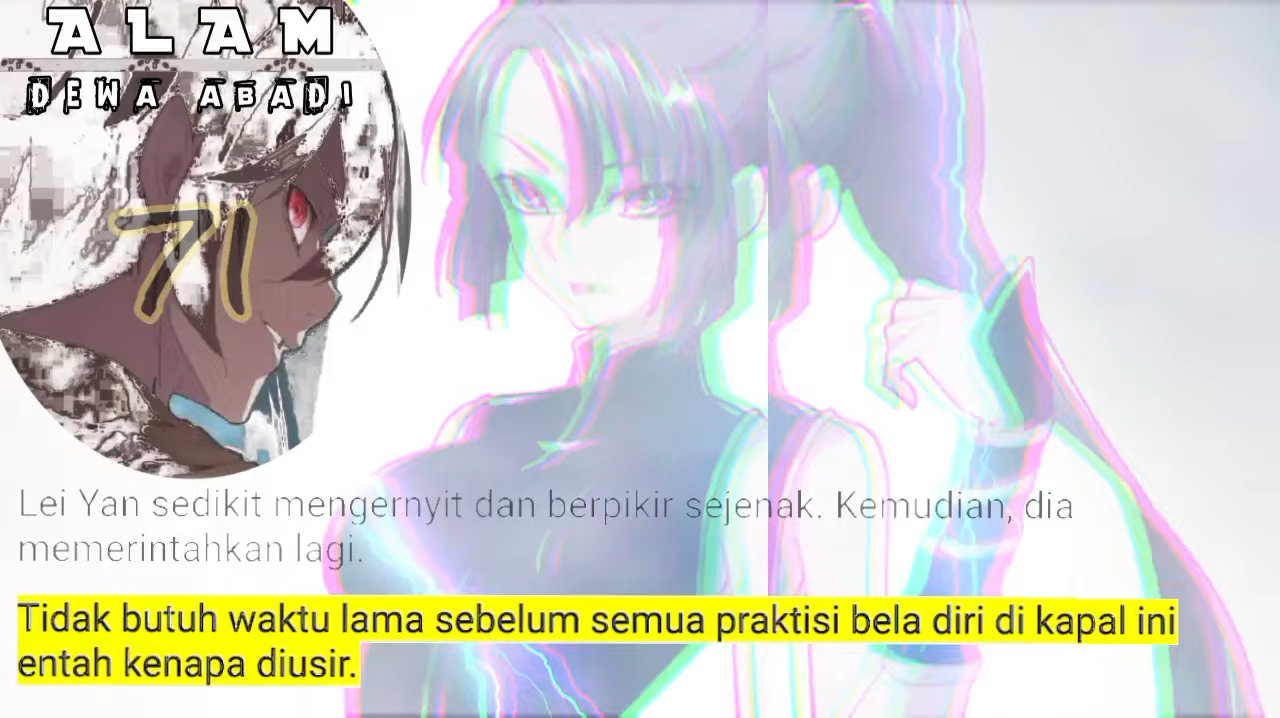 ALAM
DEWA ABADI
71
Lei Yan sedikit mengernyit dan berpikir sejenak. Kemudian, dia
memerintahkan lagi.
Tidak butuh waktu lama sebelum semua praktisi bela diri di kapal ini
entah kenapa diusir.